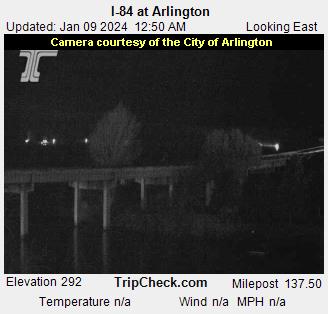 I-84 at Arlington
Updated: Jan 09 2024 12:50 AM Looking East
Camera courtesy of the City of Arlington
Elevation 292 TripCheck.com Milepost 137.50
Temperature n/a Wind n/a MPH n/a